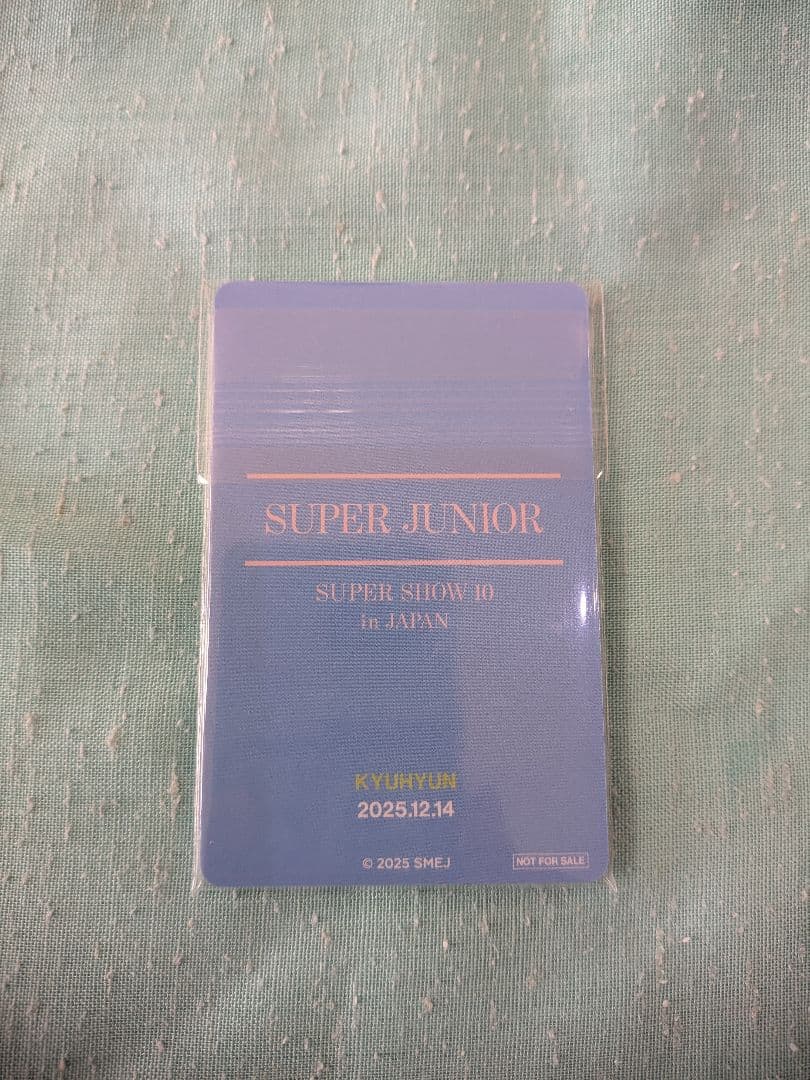 SUPER JUNIOR
SUPER SHOW 10
in JAPAN
KYUHYUN
2025.12.14
© 2025 SMEJ
NOT FOR SALE